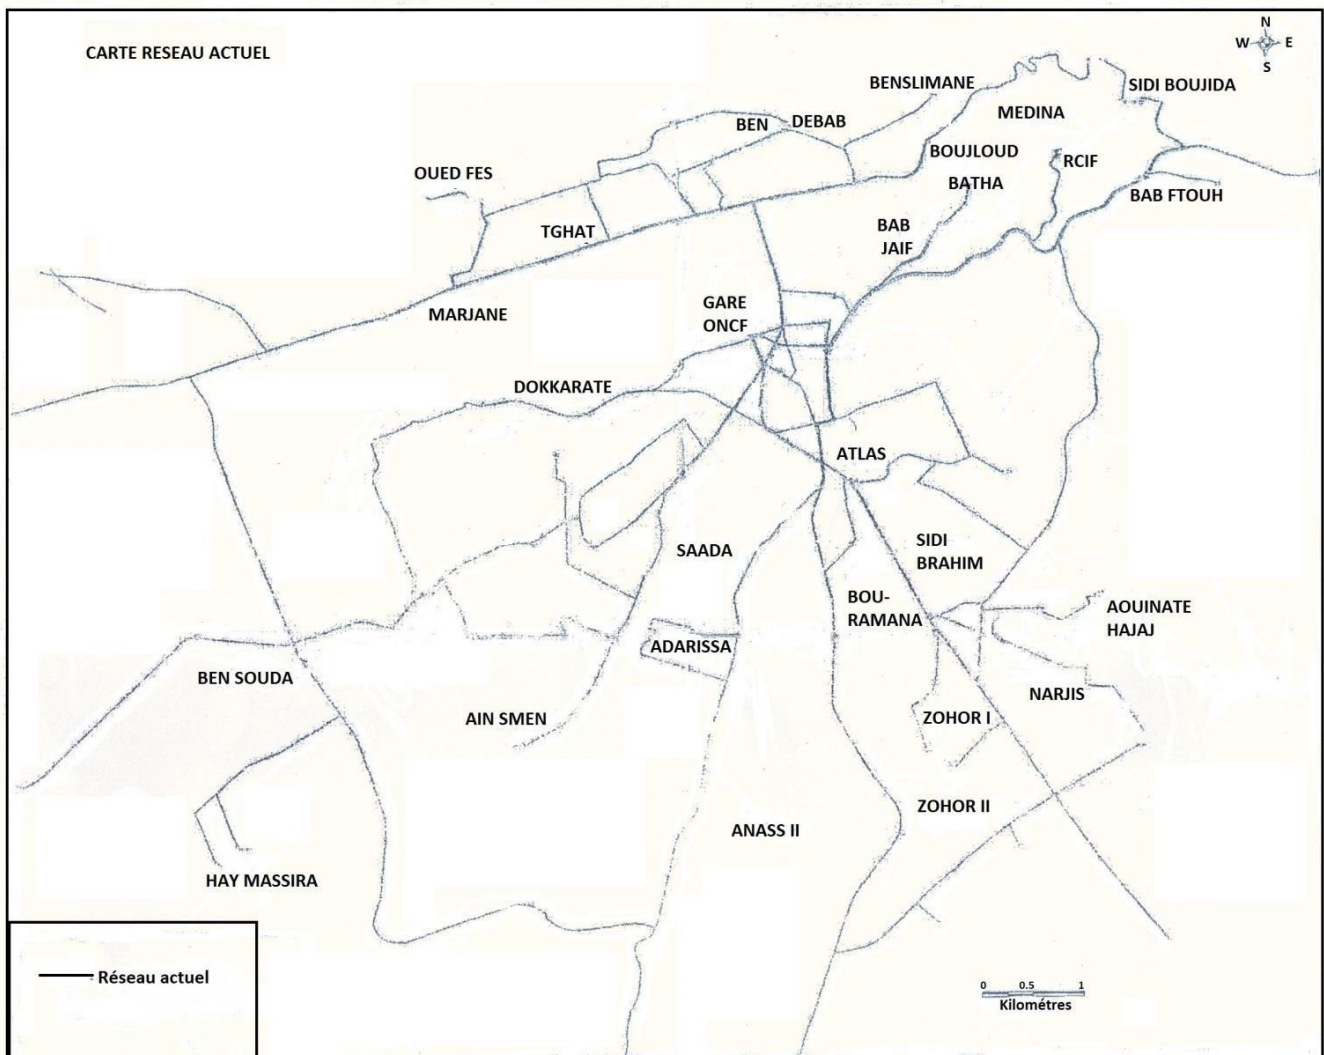 CARTE RESEAU ACTUEL
N
W
E
S
BENSLIMANE
SIDI BOUJIDA
MEDINA
BEN DEBAB
BOUJLOUD
RCIF
OUED FES
BATHA
BAB FTOUH
TGHAT
BAB
JAIF
MARJANE
GARE
ONCF
DOKKARATE
ATLAS
SAADA
SIDI
BRAHIM
BOU-
RAMANA
AOUINATE
HAJAJ
ADARISSA
BEN SOUDA
NARJIS
AIN SMEN
ZOHOR I
ZOHOR II
ANASS II
HAY MASSIRA
Réseau actuel
0 0.5 1
Kilométres